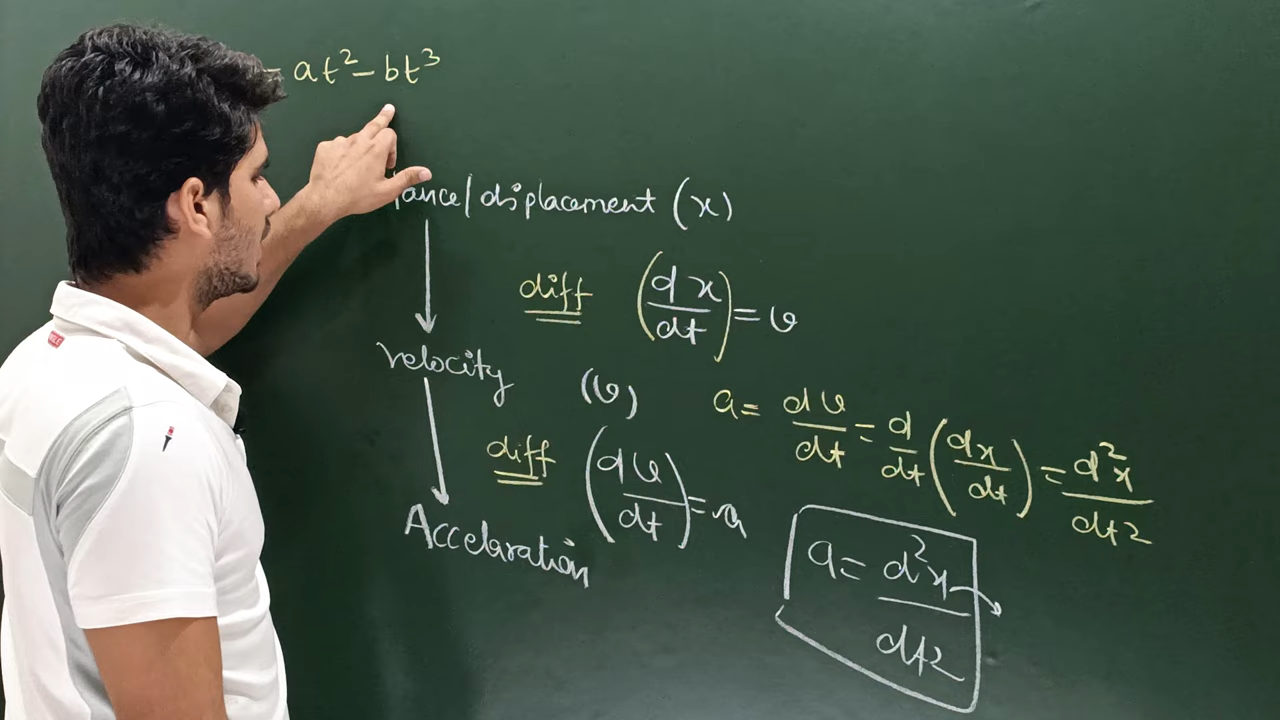 = at² - bt³
tance/displacement (x)
diff (dx/dt) = v
velocity (v)
a = dv/dt = d/dt (dx/dt) = d²x/dt2
diff (dv/dt) = a
Accelaration
a = d²x/dt2